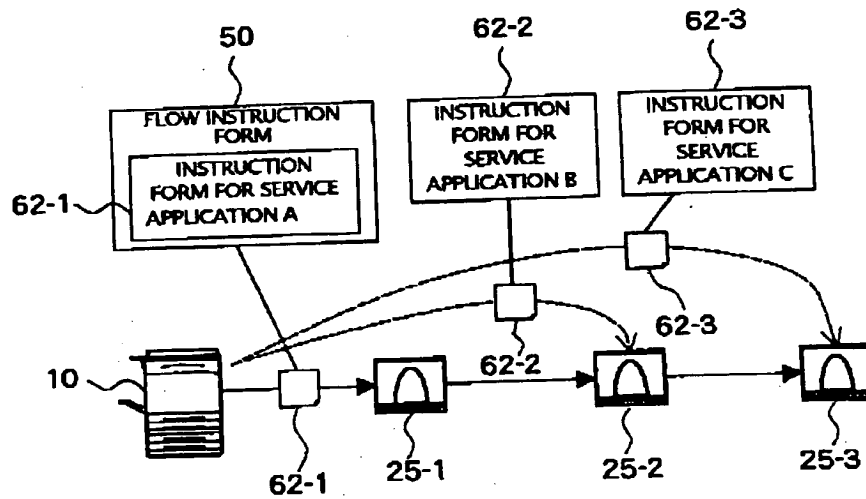 50
62-2
62-3
FLOW INSTRUCTION
FORM
INSTRUCTION
FORM FOR SERVICE
APPLICATION A
62-1
INSTRUCTION
FORM FOR
SERVICE
APPLICATION B
INSTRUCTION
FORM FOR
SERVICE
APPLICATION C
10
62-1
25-1
62-2
25-2
62-3
25-3